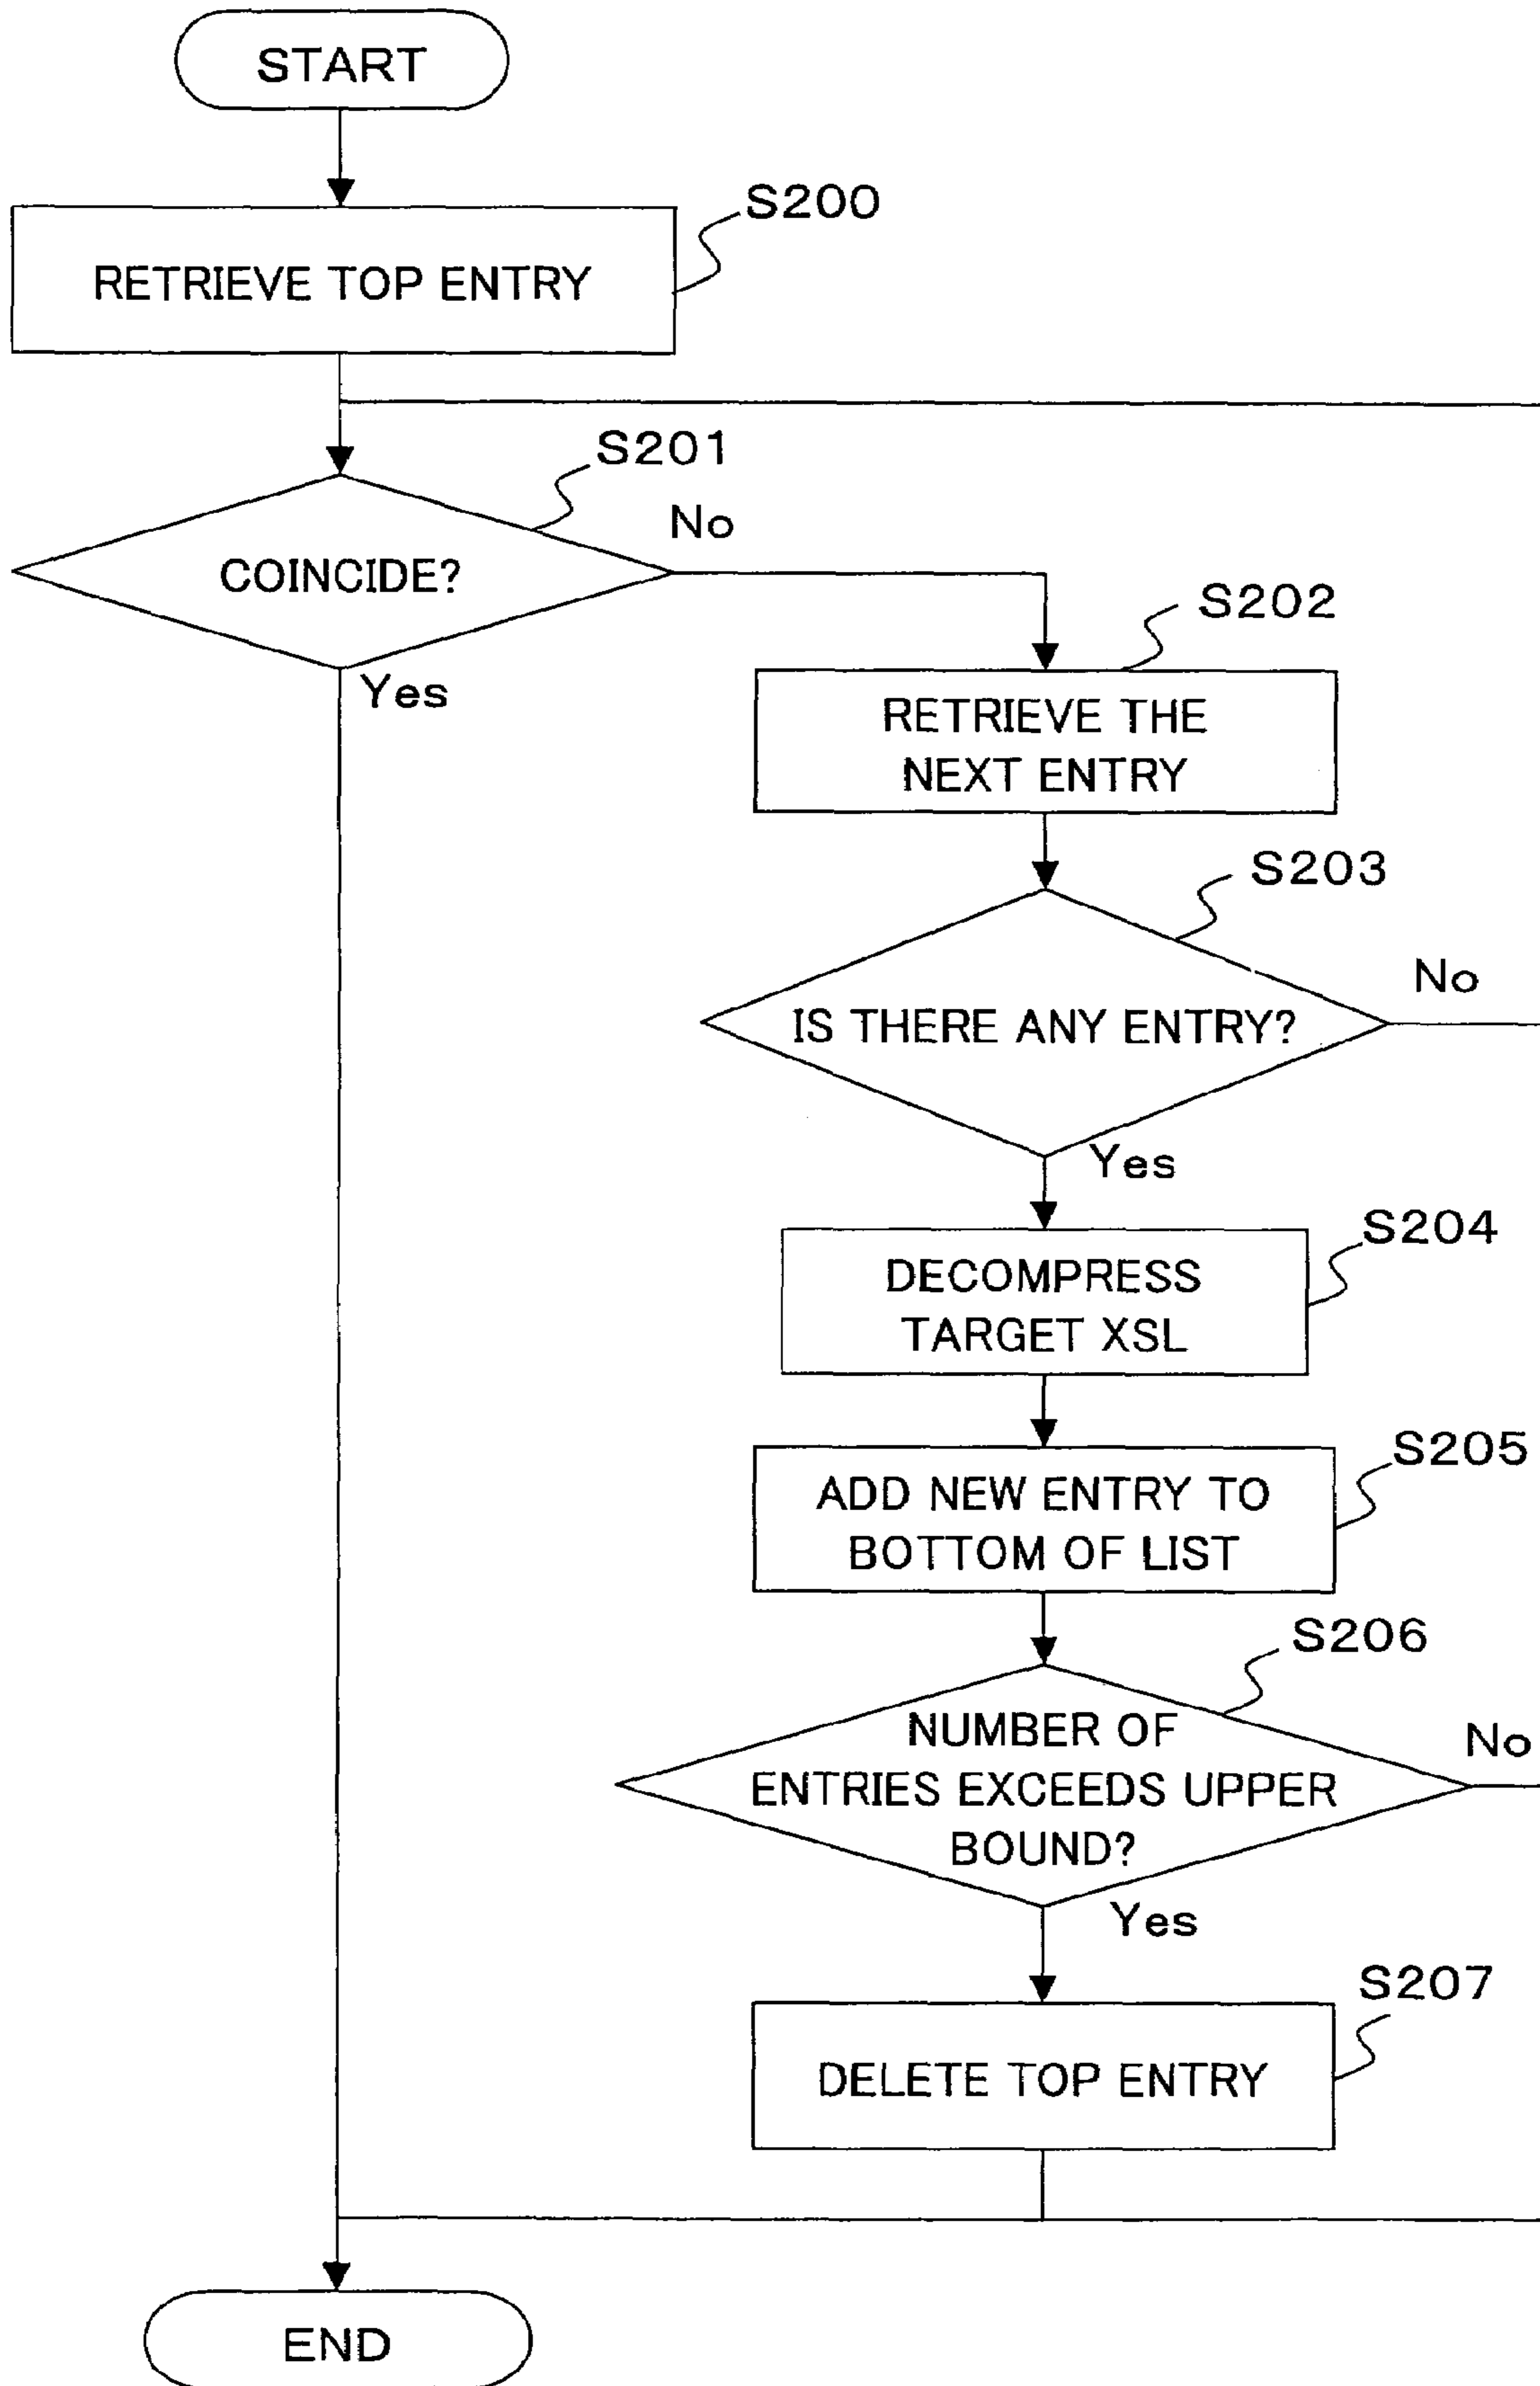 START
S200
RETRIEVE TOP ENTRY
S201
No
COINCIDE?
Yes
S202
RETRIEVE THE
NEXT ENTRY
S203
No
IS THERE ANY ENTRY?
Yes
S204
DECOMPRESS
TARGET XSL
S205
ADD NEW ENTRY TO
BOTTOM OF LIST
S206
No
NUMBER OF
ENTRIES EXCEEDS UPPER
BOUND?
Yes
S207
DELETE TOP ENTRY
END